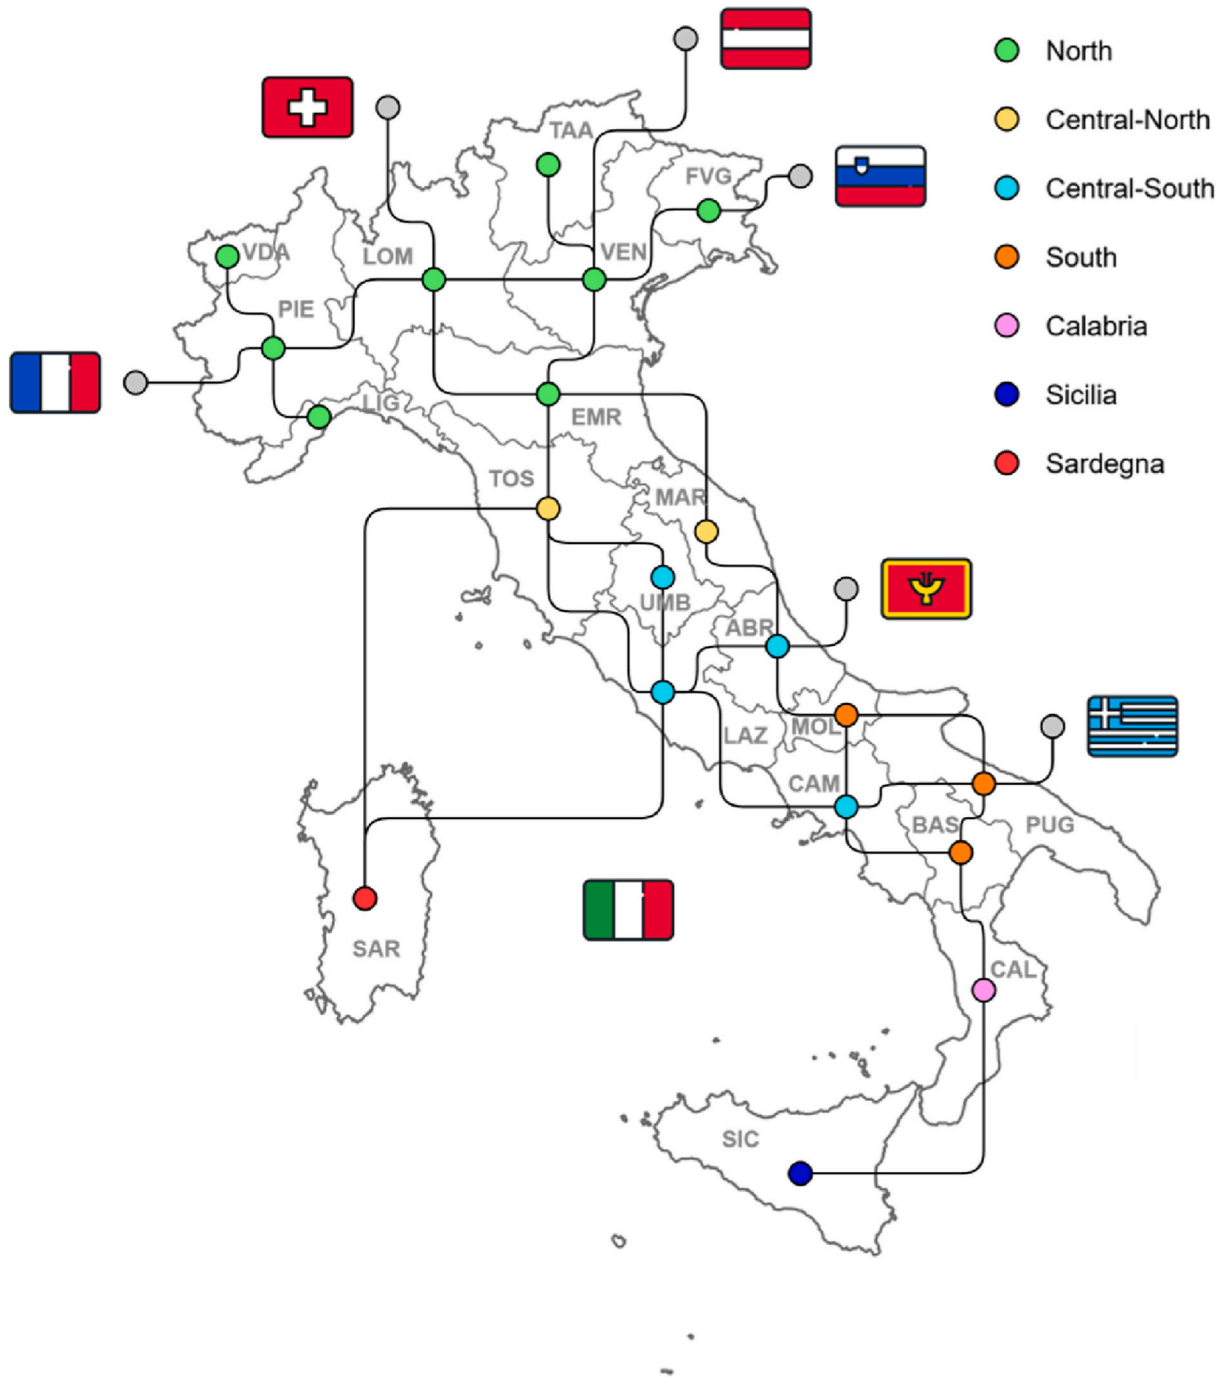 North
Central-North
Central-South
South
Calabria
Sicilia
Sardegna
TAA
FVG
VDA
LOM
VEN
PIE
LIG
EMR
TOS
MAR
UMB
ABR
LAZ
MOL
CAM
BAS
PUG
SAR
CAL
SIC